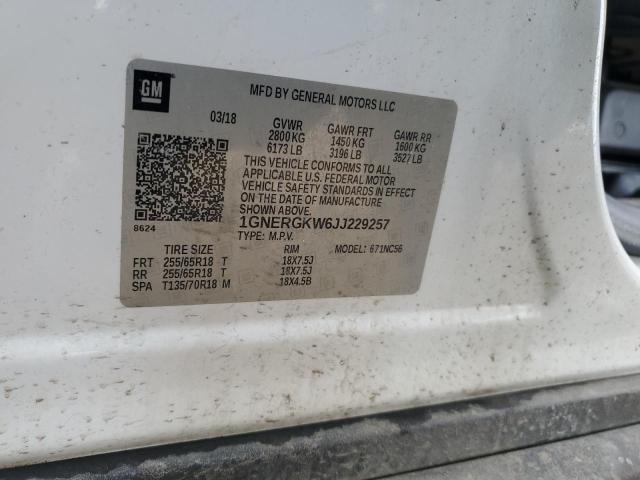 GM
MFD BY GENERAL MOTORS LLC
03/18 GVWR GAWR FRT GAWR RR
2800 KG 1450 KG 1600 KG
6173 LB 3196 LB 3527 LB
THIS VEHICLE CONFORMS TO ALL
APPLICABLE U.S. FEDERAL MOTOR
VEHICLE SAFETY STANDARDS IN EFFECT
ON THE DATE OF MANUFACTURE
SHOWN ABOVE.
8624
1GNERGKW6JJ229257
TYPE: M.P.V. MODEL: 671NC56
TIRE SIZE RIM
FRT 255/65R18 T 18X7.5J
RR 255/65R18 T 18X7.5J
SPA T135/70R18 M 18X4.5B